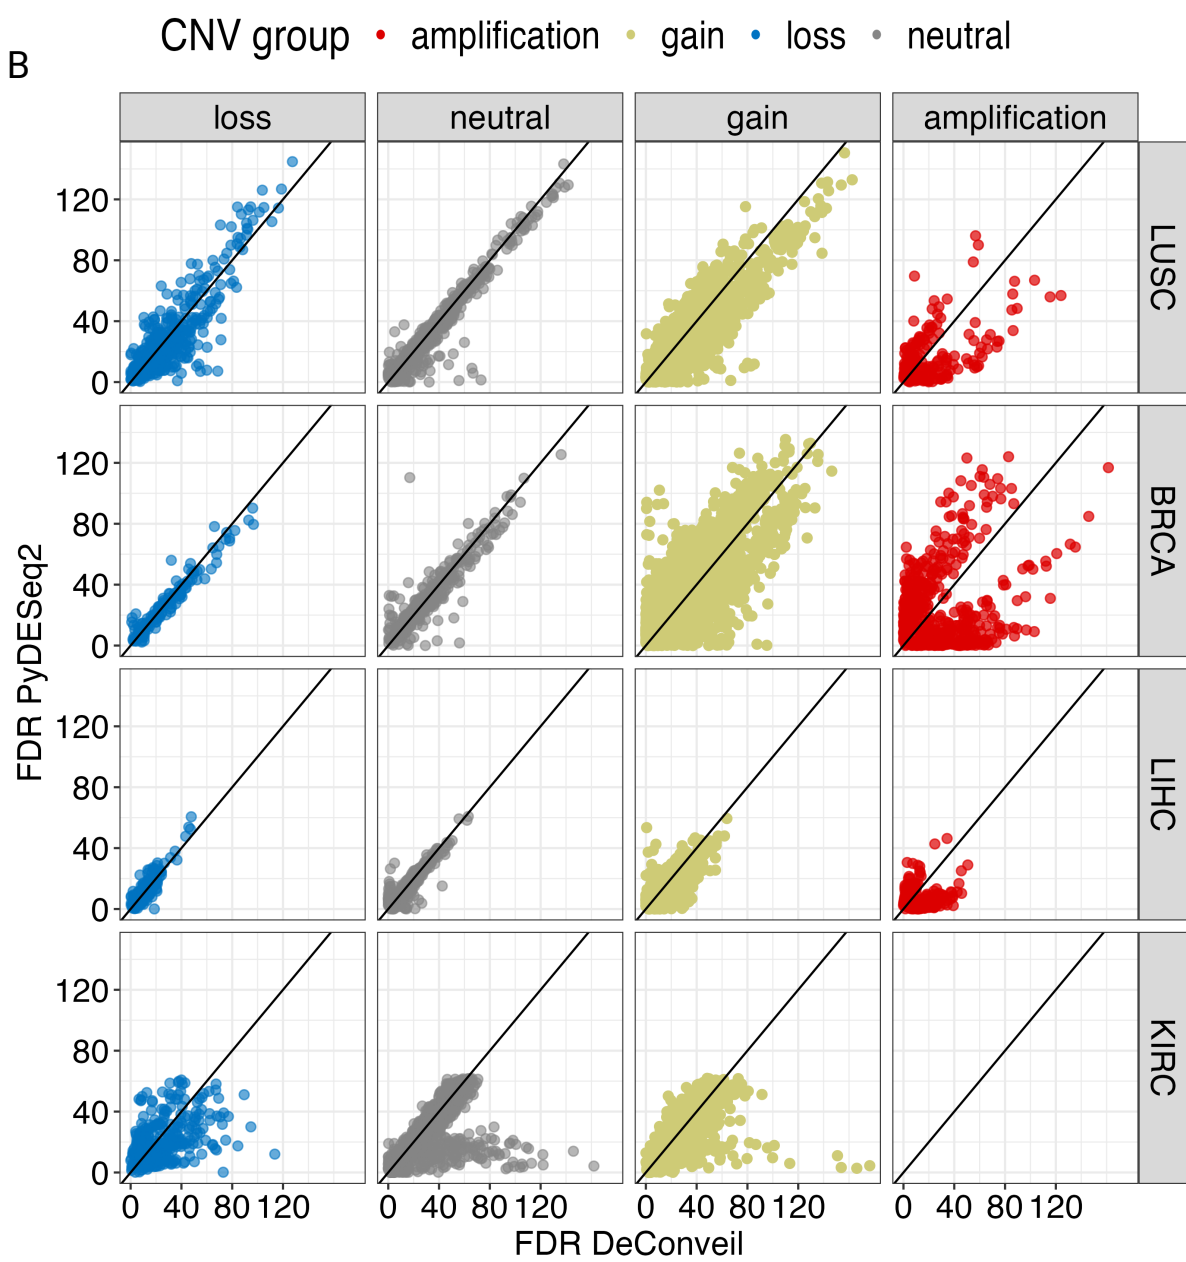 CNV group amplification gain loss neutral
B
loss neutral gain amplification
120
80
40
0
LUSC
120
80
40
0
BRCA
120
80
40
0
LIHC
120
80
40
0
KIRC
0 40 80 120 0 40 80 120 0 40 80 120 0 40 80 120
FDR DeConveil
FDR PyDESeq2